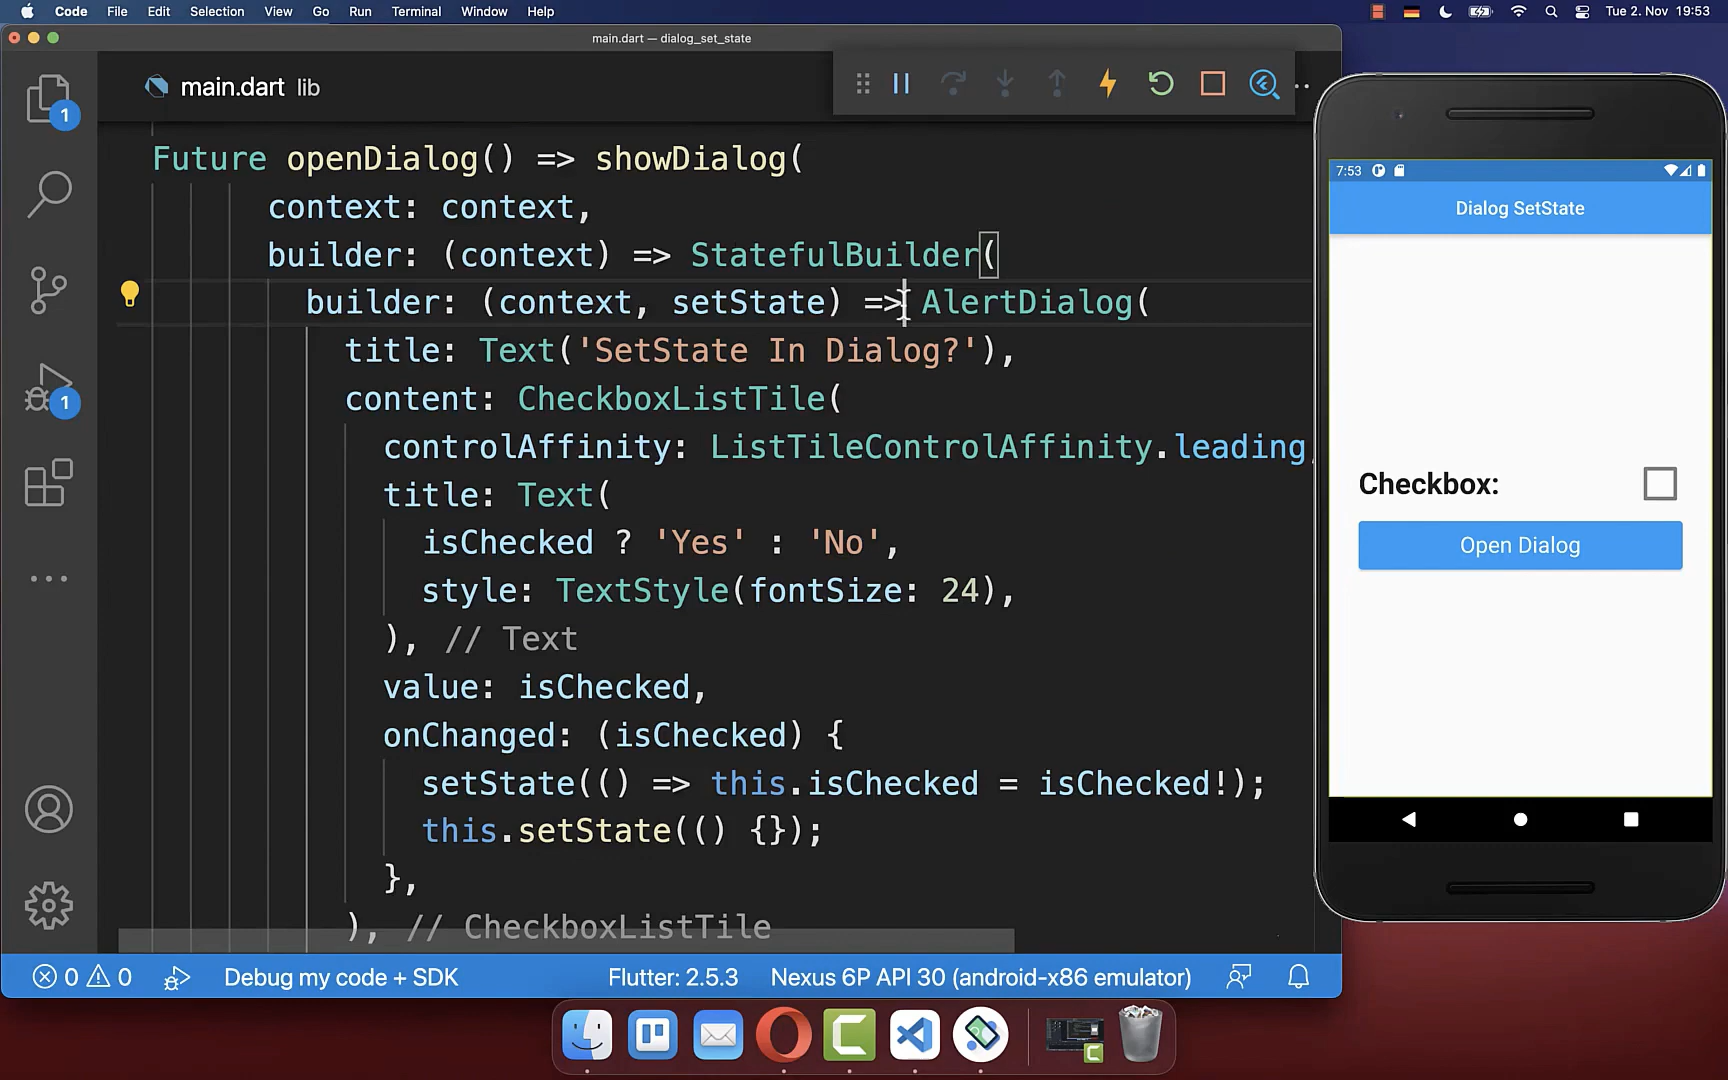 Code File Edit Selection View Go Run Terminal Window Help
Tue 2. Nov 19:53
main.dart — dialog_set_state
main.dart lib
1
1
Future openDialog() => showDialog(
context: context,
builder: (context) => StatefulBuilder(
builder: (context, setState) => AlertDialog(
title: Text('SetState In Dialog?'),
content: CheckboxListTile(
controlAffinity: ListTileControlAffinity.leading,
title: Text(
isChecked ? 'Yes' : 'No',
style: TextStyle(fontSize: 24),
), // Text
value: isChecked,
onChanged: (isChecked) {
setState(() => this.isChecked = isChecked!);
this.setState(() {});
},
), // CheckboxListTile
0 0 Debug my code + SDK Flutter: 2.5.3 Nexus 6P API 30 (android-x86 emulator)
7:53
Dialog SetState
Checkbox:
Open Dialog